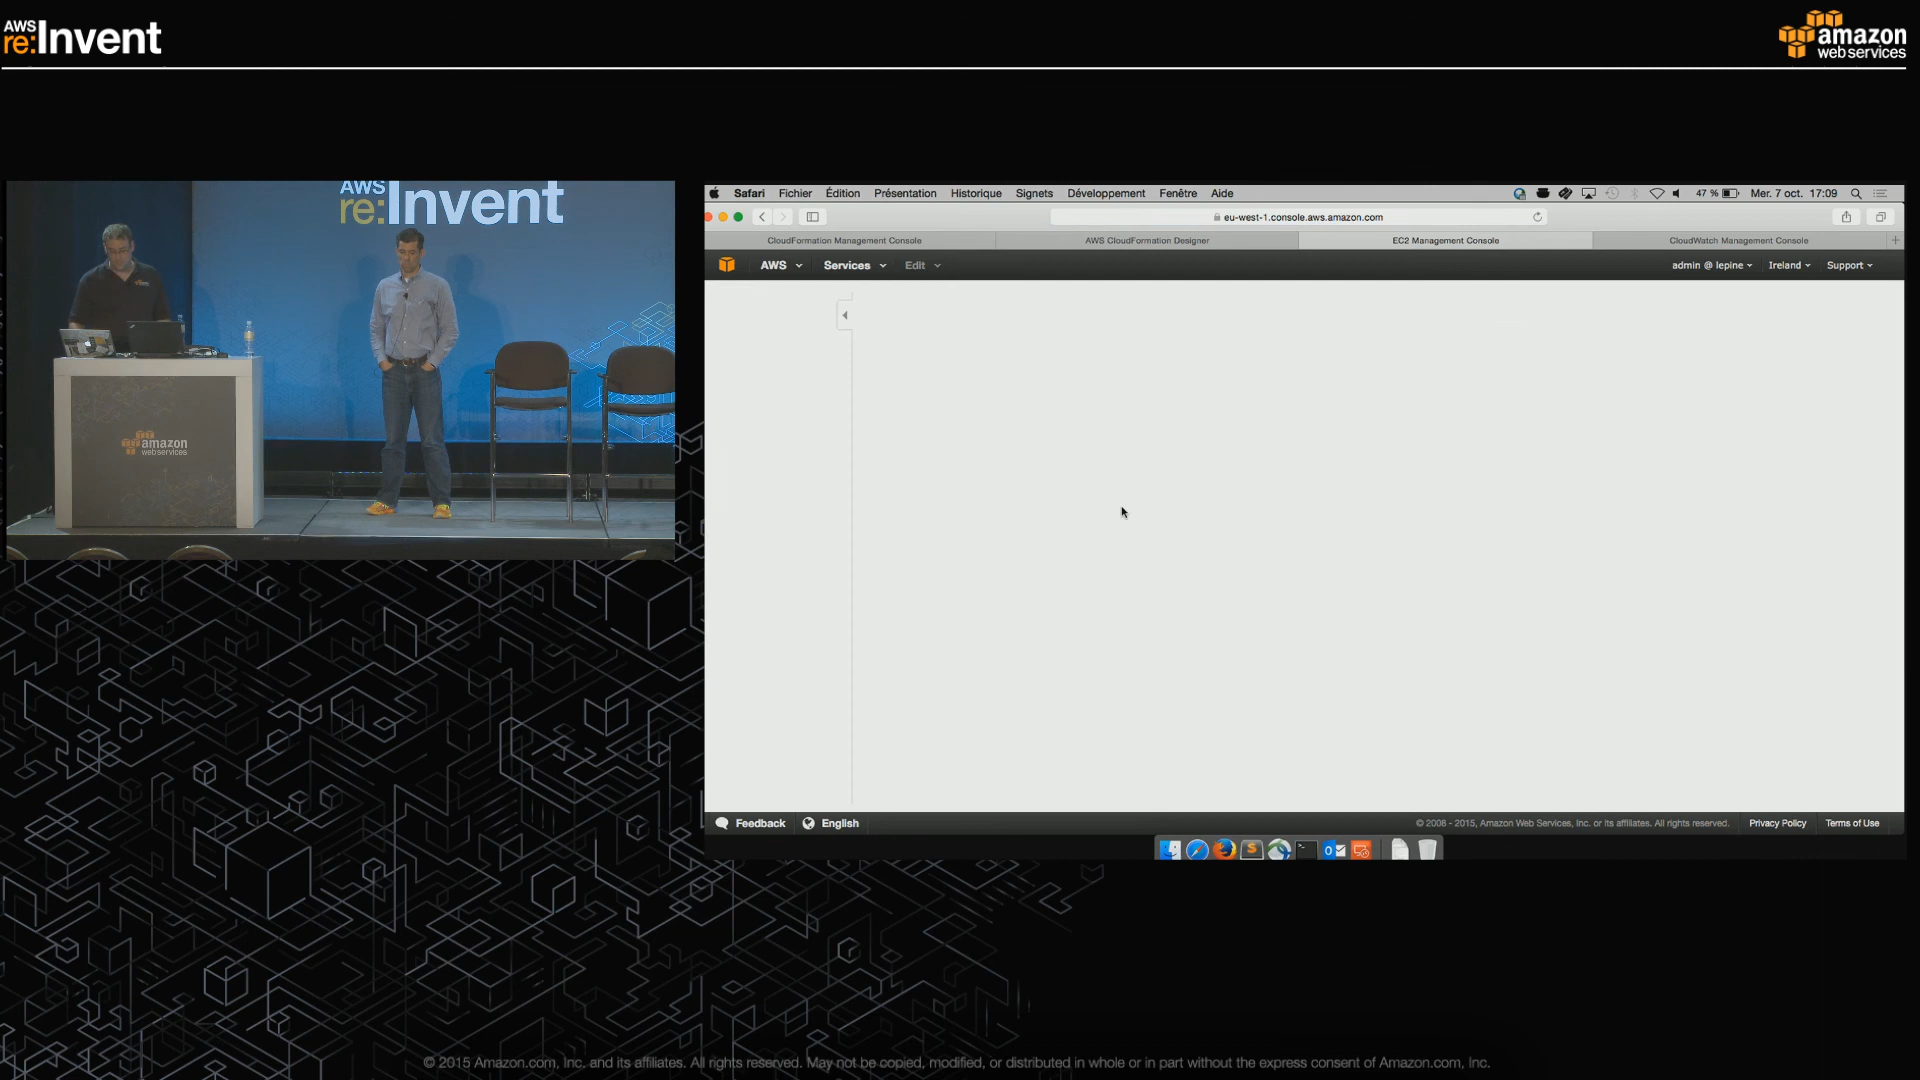 AWS
re:Invent
amazon
web services
AWS
re:Invent
amazon
webservices
Safari Fichier Édition Présentation Historique Signets Développement Fenêtre Aide 47 % Mer. 7 oct. 17:09
eu-west-1.console.aws.amazon.com
CloudFormation Management Console AWS CloudFormation Designer EC2 Management Console CloudWatch Management Console
AWS Services Edit admin @ lepine Ireland Support
Feedback English © 2008 - 2015, Amazon Web Services, Inc. or its affiliates. All rights reserved. Privacy Policy Terms of Use
© 2015 Amazon.com, Inc. and its affiliates. All rights reserved. May not be copied, modified, or distributed in whole or in part without the express consent of Amazon.com, Inc.